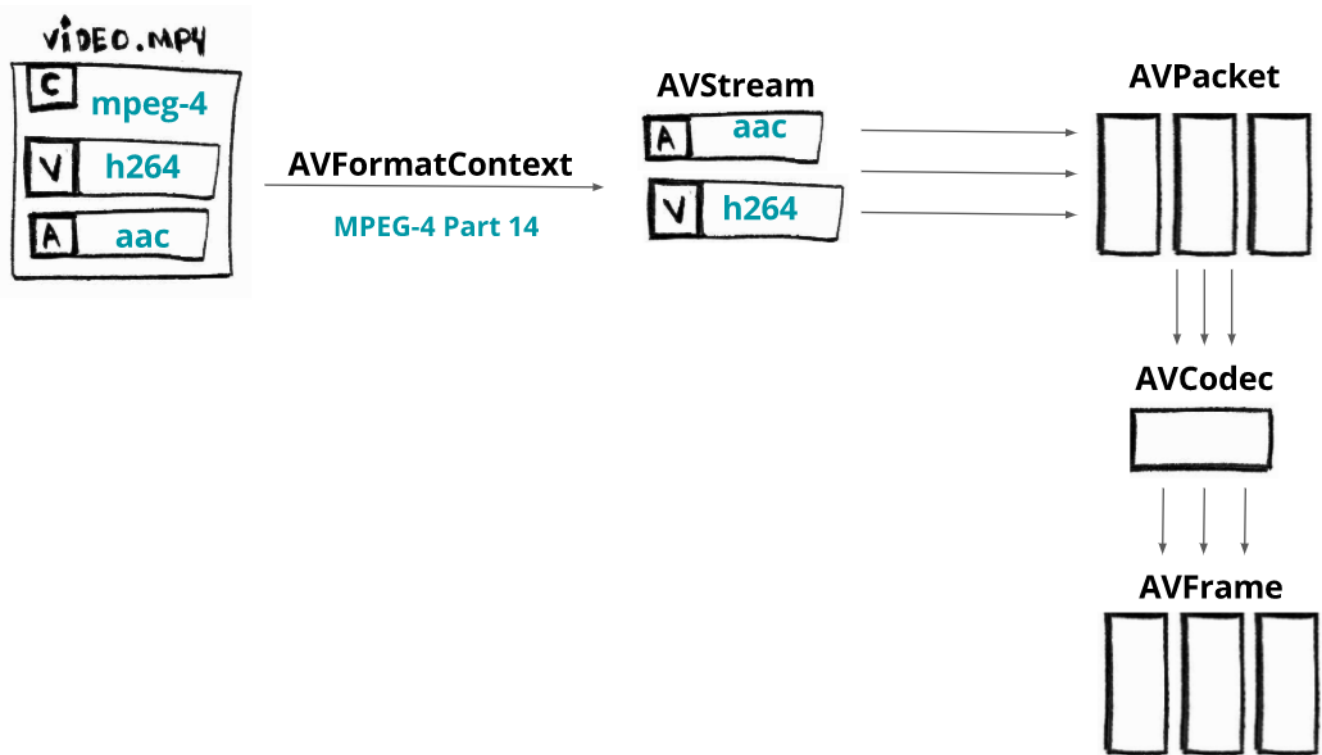 VIDEO.MP4
C mpeg-4
V h264
A aac
AVFormatContext
MPEG-4 Part 14
AVStream
A aac
V h264
AVPacket
AVCodec
AVFrame